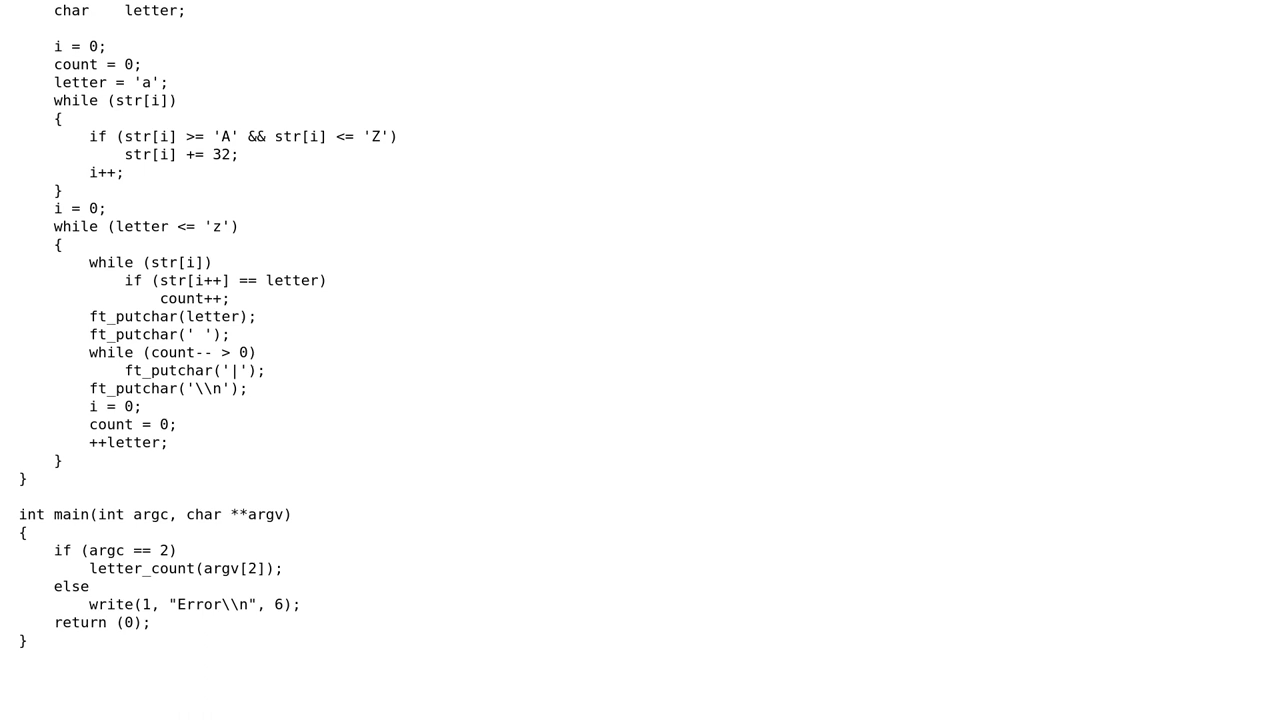 char    letter;

    i = 0;
    count = 0;
    letter = 'a';
    while (str[i])
    {
        if (str[i] >= 'A' && str[i] <= 'Z')
            str[i] += 32;
        i++;
    }
    i = 0;
    while (letter <= 'z')
    {
        while (str[i])
            if (str[i++] == letter)
                count++;
        ft_putchar(letter);
        ft_putchar(' ');
        while (count-- > 0)
            ft_putchar('|');
        ft_putchar('\\n');
        i = 0;
        count = 0;
        ++letter;
    }
}

int main(int argc, char **argv)
{
    if (argc == 2)
        letter_count(argv[2]);
    else
        write(1, "Error\\n", 6);
    return (0);
}